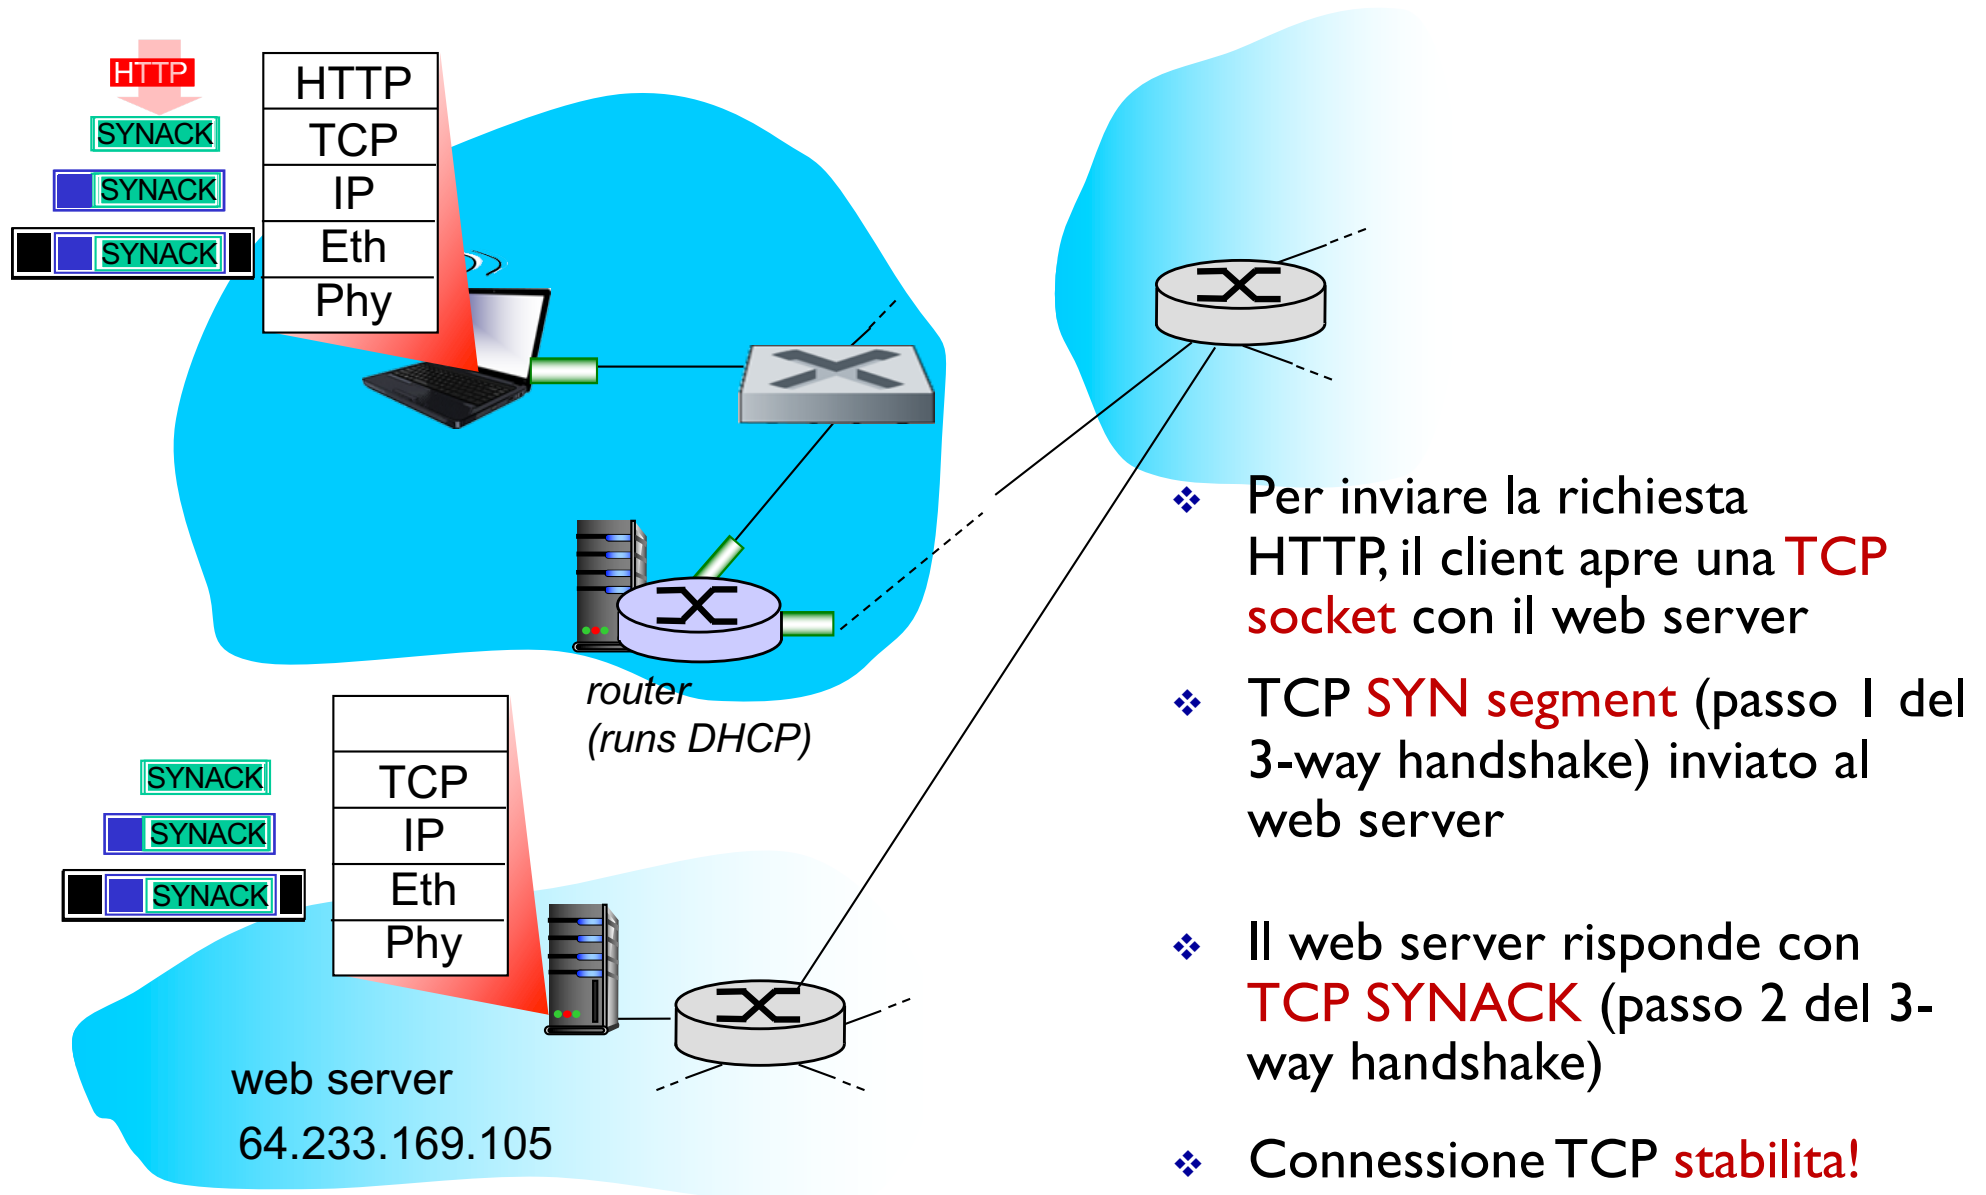 HTTP
SYNACK
SYNACK
SYNACK
HTTP
TCP
IP
Eth
Phy
router
(runs DHCP)
SYNACK
SYNACK
SYNACK
TCP
IP
Eth
Phy
web server
64.233.169.105
Per inviare la richiesta
HTTP, il client apre una TCP
socket con il web server
TCP SYN segment (passo 1 del
3-way handshake) inviato al
web server
Il web server risponde con
TCP SYNACK (passo 2 del 3-
way handshake)
Connessione TCP stabilita!